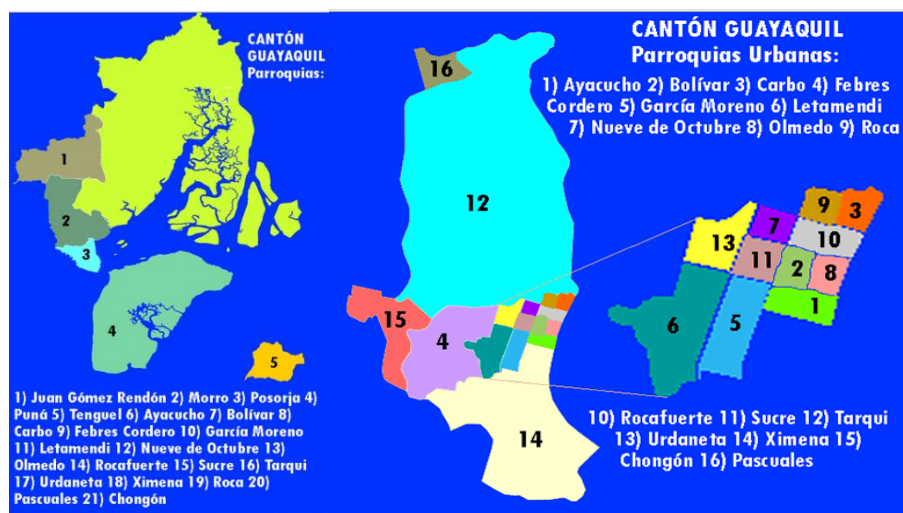 CANTÓN
GUAYAQUIL
Parroquias:
1
2
3
4
5
1) Juan Gómez Rendón 2) Morro 3) Posorja 4)
Puná 5) Tenguel 6) Ayacucho 7) Bolívar 8)
Carbo 9) Febres Cordero 10) García Moreno
11) Letamendi 12) Nueve de Octubre 13)
Olmedo 14) Rocafuerte 15) Sucre 16) Tarqui
17) Urdaneta 18) Ximena 19) Roca 20)
Pascuales 21) Chongón
CANTÓN GUAYAQUIL
Parroquias Urbanas:
1) Ayacucho 2) Bolívar 3) Carbo 4) Febres
Cordero 5) García Moreno 6) Letamendi
7) Nueve de Octubre 8) Olmedo 9) Roca
16
12
15
4
14
9 3
7 10
13 11 2 8
6 5 1
10) Rocafuerte 11) Sucre 12) Tarqui
13) Urdaneta 14) Ximena 15)
Chongón 16) Pascuales